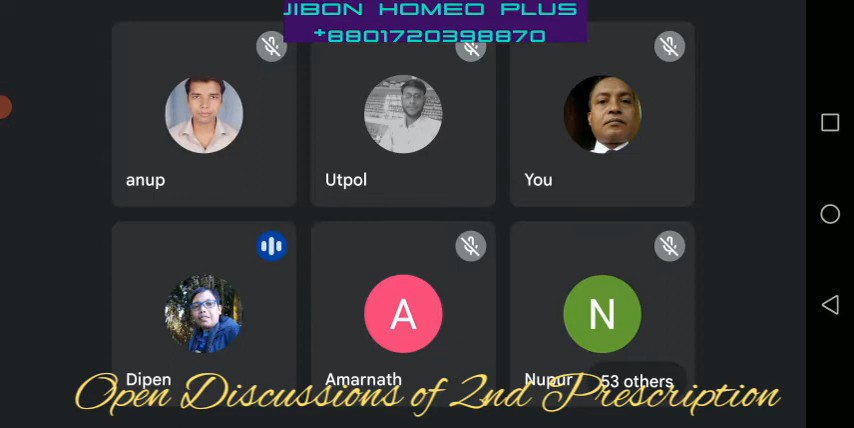 JIBON HOMEO PLUS
+8801720398870
anup
Utpol
You
Dipen
A
Amarnath
N
Nupur
53 others
Open Discussions of 2nd Prescription